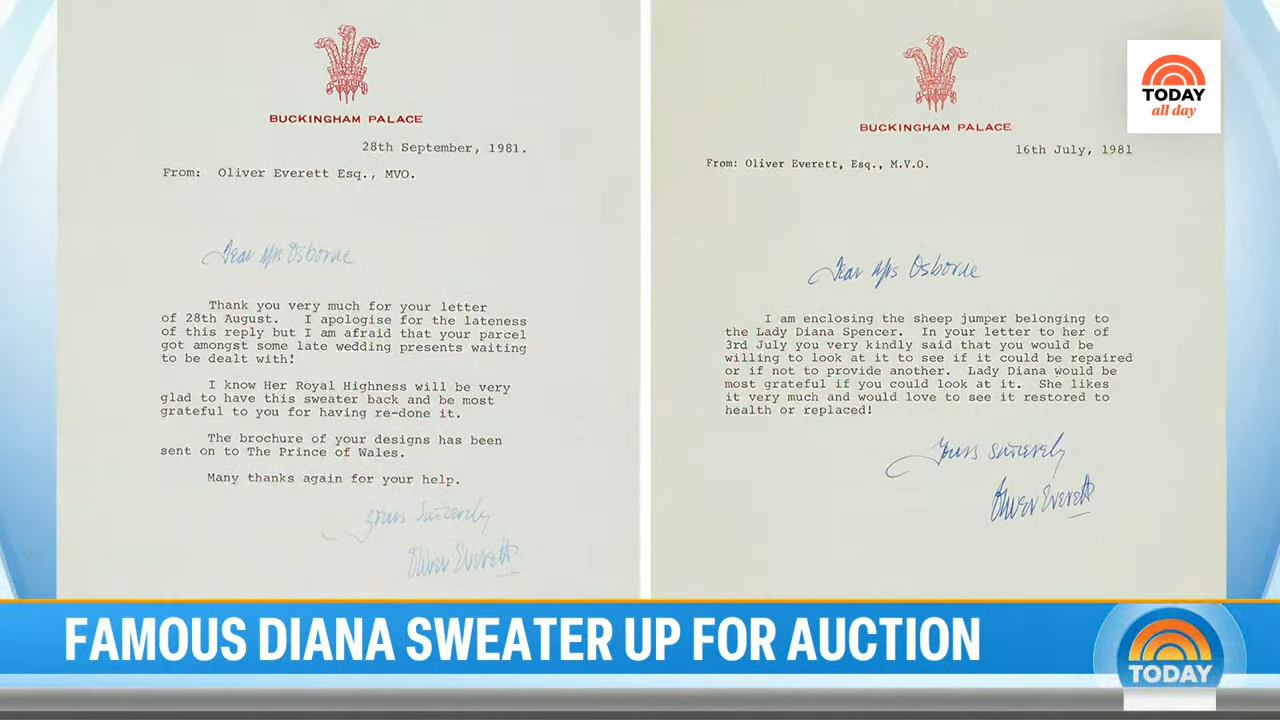 BUCKINGHAM PALACE
28th September, 1981.
From: Oliver Everett Esq., MVO.
Dear Mrs Osborne
Thank you very much for your letter
of 28th August. I apologise for the lateness
of this reply but I am afraid that your parcel
got amongst some late wedding presents waiting
to be dealt with!
I know Her Royal Highness will be very
glad to have this sweater back and be most
grateful to you for having re-done it.
The brochure of your designs has been
sent on to The Prince of Wales.
Many thanks again for your help.
Yours Sincerely
Oliver Everett
BUCKINGHAM PALACE
16th July, 1981
From: Oliver Everett, Esq., M.V.O.
Dear Mrs Osborne
I am enclosing the sheep jumper belonging to
the Lady Diana Spencer. In your letter to her of
3rd July you very kindly said that you would be
willing to look at it to see if it could be repaired
or if not to provide another. Lady Diana would be
most grateful if you could look at it. She likes
it very much and would love to see it restored to
health or replaced!
Yours sincerely
Oliver Everett
TODAY
all day
FAMOUS DIANA SWEATER UP FOR AUCTION
TODAY